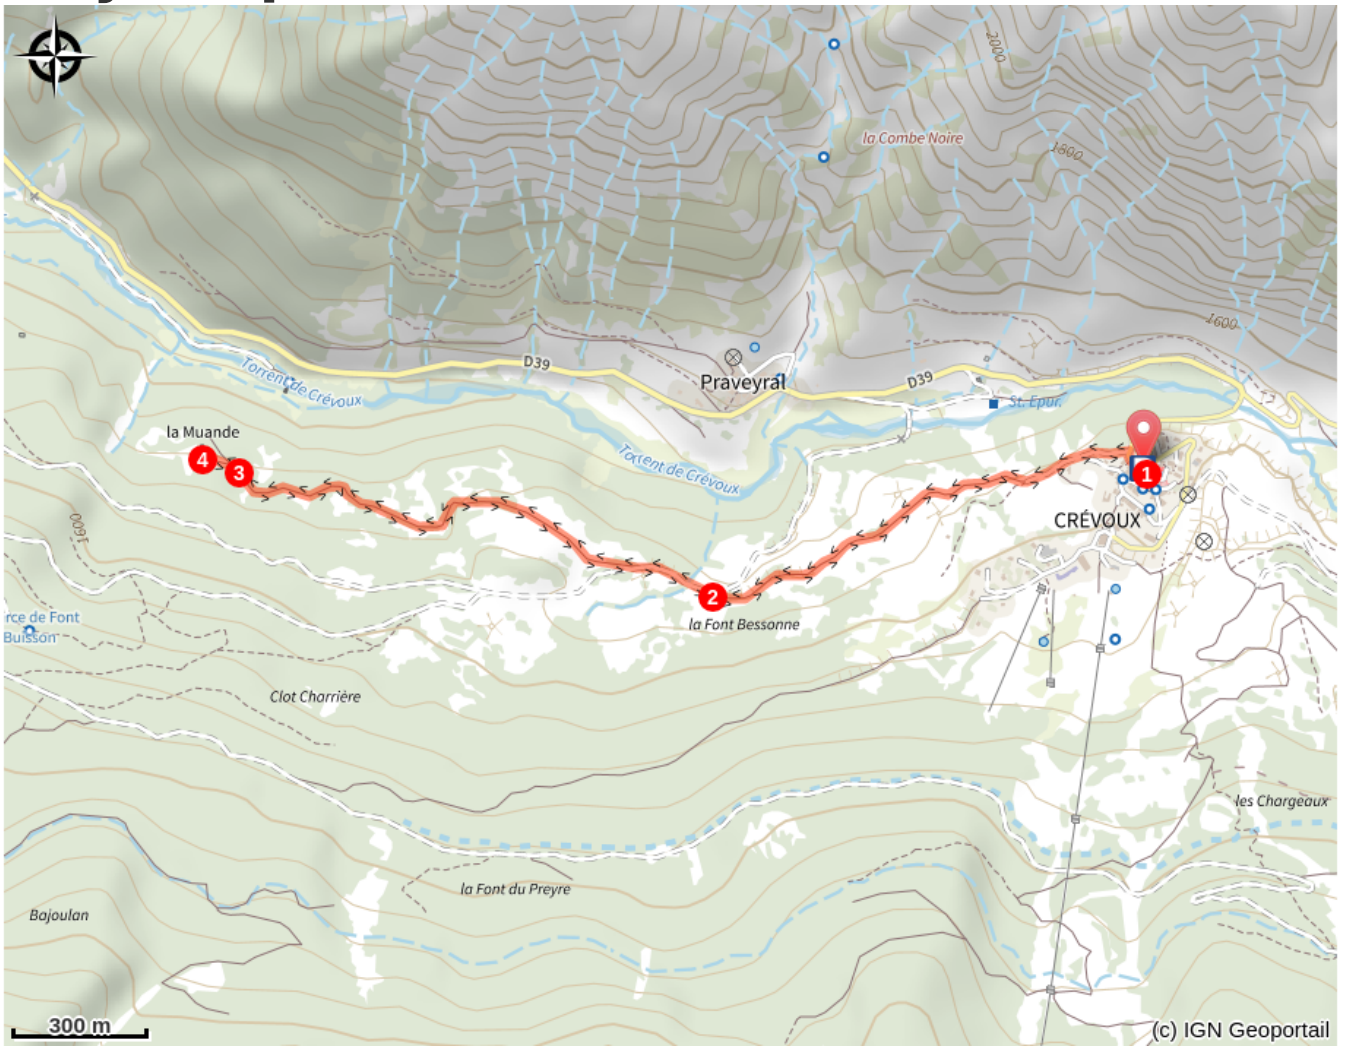 2000
la Combe Noire
1800
1600
D39
D39
Praveyral
Torrent de Crévoux
St. Epur.
la Muande
4
3
Torrent de Crévoux
1
CRÉVOUX
1600
2
la Font Bessonne
rce de Font
Buisson
Clot Charrière
les Chargeaux
la Font du Preyre
Bajoulan
300 m
(c) IGN Geoportail